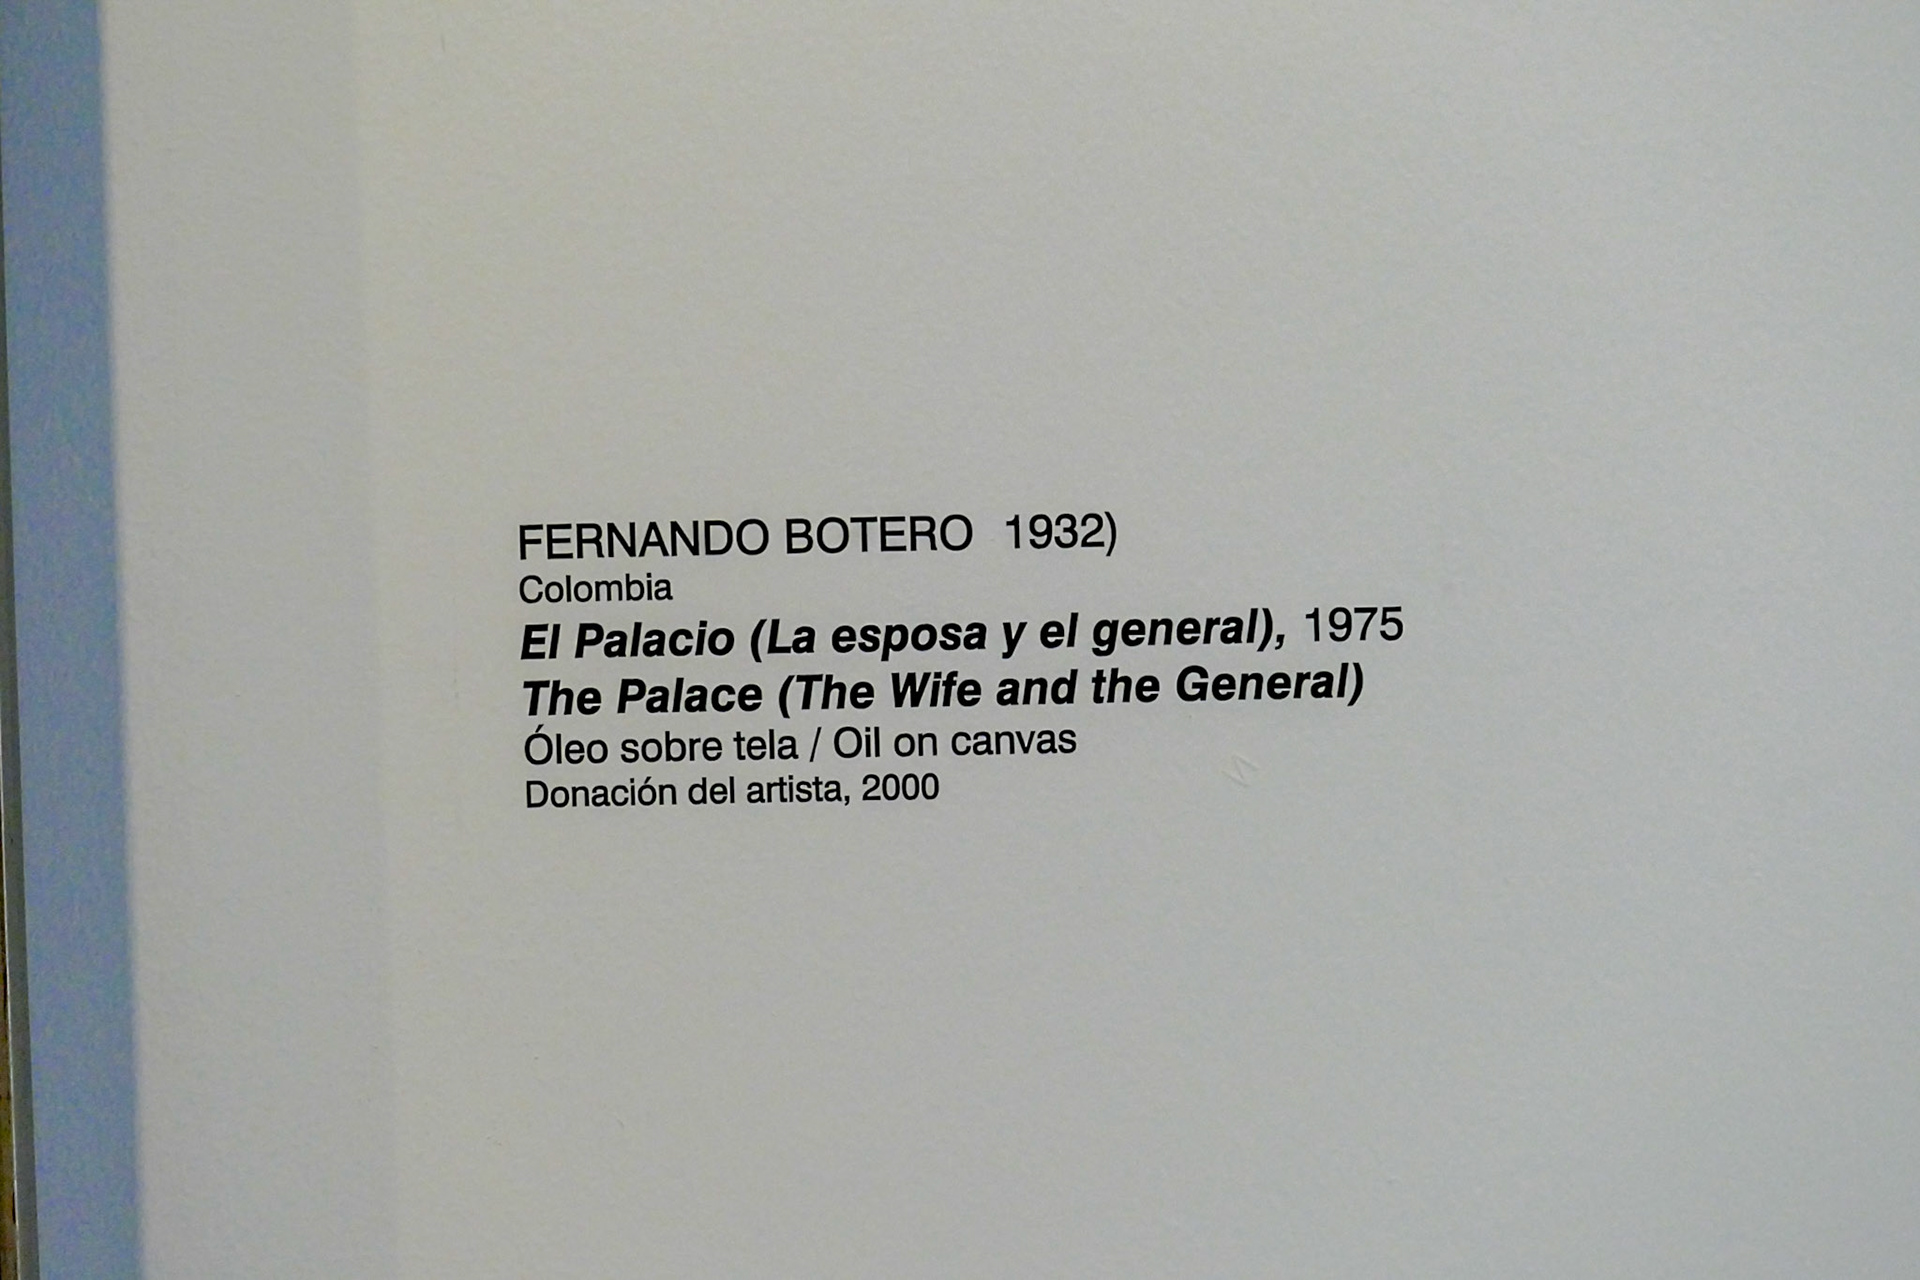 FERNANDO BOTERO 1932)
Colombia
El Palacio (La esposa y el general), 1975
The Palace (The Wife and the General)
Óleo sobre tela / Oil on canvas
Donación del artista, 2000